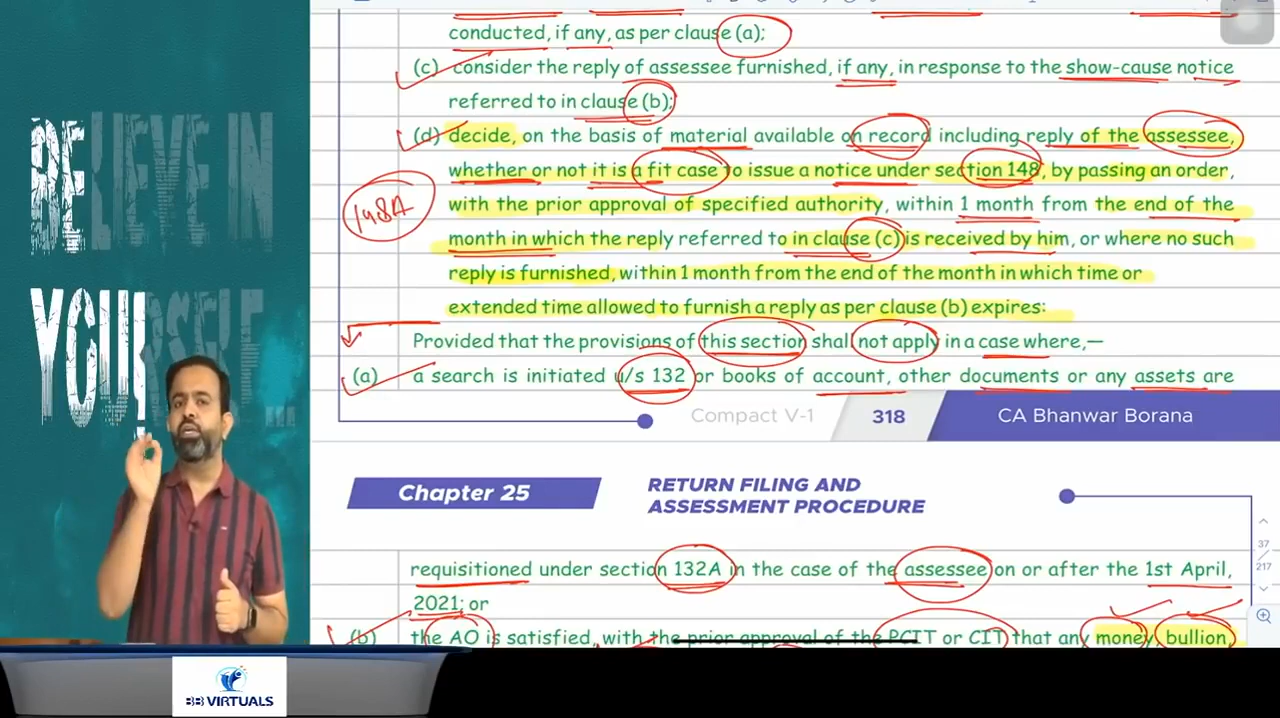 BELIEVE IN
YOURSELF...
conducted, if any, as per clause (a);
(c) consider the reply of assessee furnished, if any, in response to the show-cause notice
referred to in clause (b);
(d) decide, on the basis of material available on record including reply of the assessee,
whether or not it is a fit case to issue a notice under section 148, by passing an order,
with the prior approval of specified authority, within 1 month from the end of the
month in which the reply referred to in clause (c) is received by him, or where no such
reply is furnished, within 1 month from the end of the month in which time or
extended time allowed to furnish a reply as per clause (b) expires:
148A
Provided that the provisions of this section shall not apply in a case where,—
(a) a search is initiated u/s 132 or books of account, other documents or any assets are
Compact V-1 318 CA Bhanwar Borana
Chapter 25 RETURN FILING AND
ASSESSMENT PROCEDURE
requisitioned under section 132A in the case of the assessee on or after the 1st April,
2021; or
(b) the AO is satisfied, with the prior approval of the PCIT or CIT that any money, bullion,
37
217
BB VIRTUALS